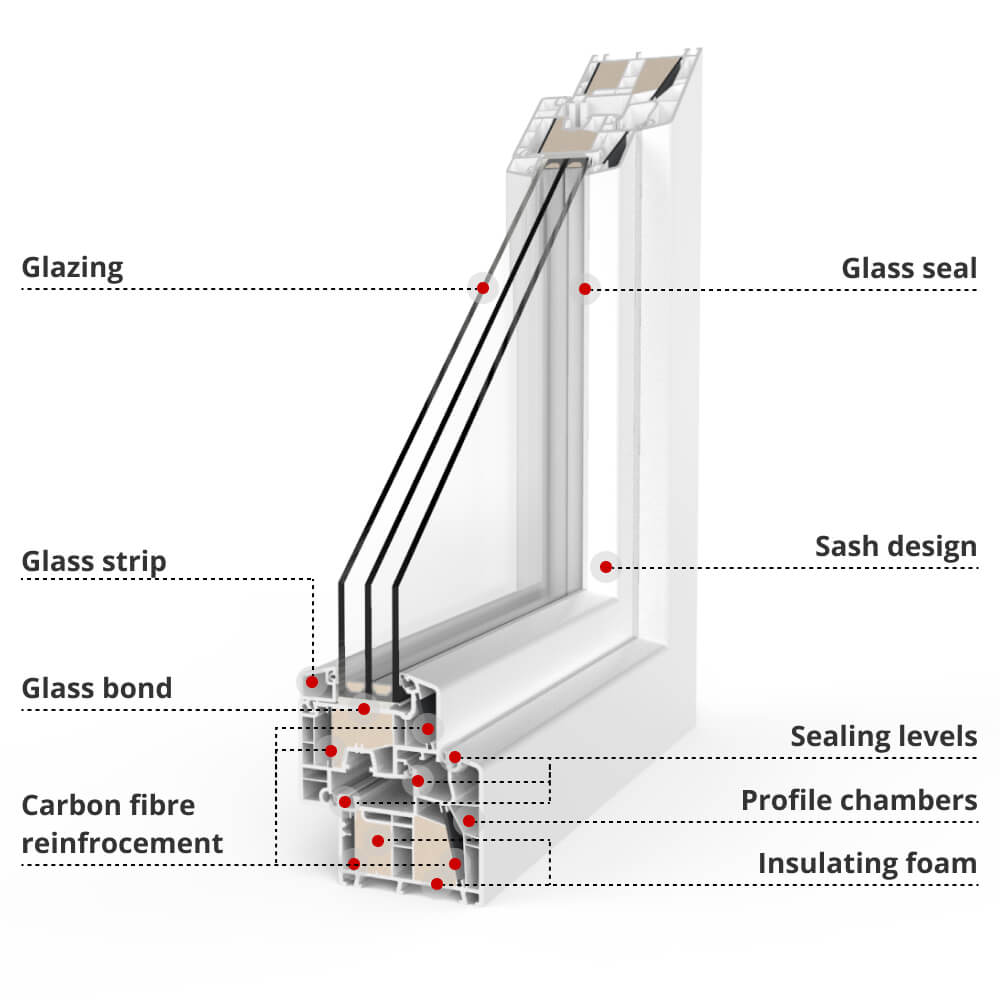 Glazing
Glass seal
Sash design
Glass strip
Glass bond
Sealing levels
Carbon fibre
reinfrocement
Profile chambers
Insulating foam